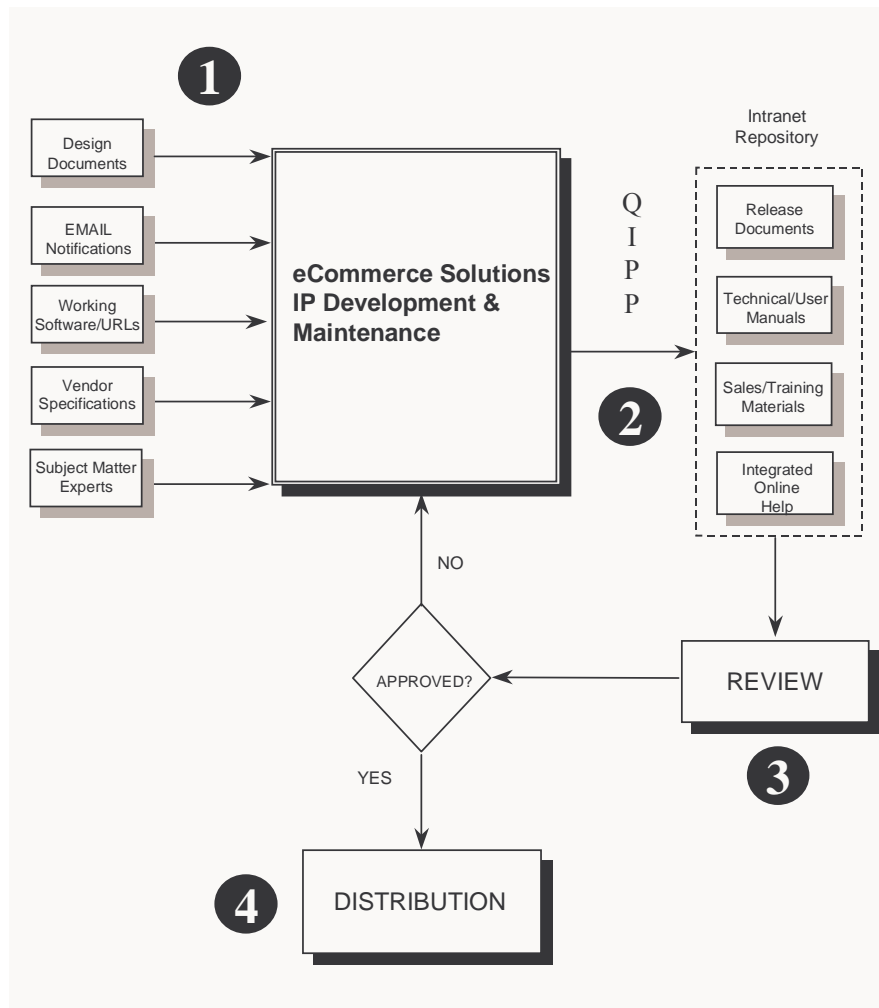 1
Design
Documents
EMAIL
Notifications
Working
Software/URLs
Vendor
Specifications
Subject Matter
Experts
eCommerce Solutions
IP Development &
Maintenance
Q
I
P
P
2
Intranet
Repository
Release
Documents
Technical/User
Manuals
Sales/Training
Materials
Integrated
Online
Help
NO
APPROVED?
REVIEW
3
YES
4
DISTRIBUTION